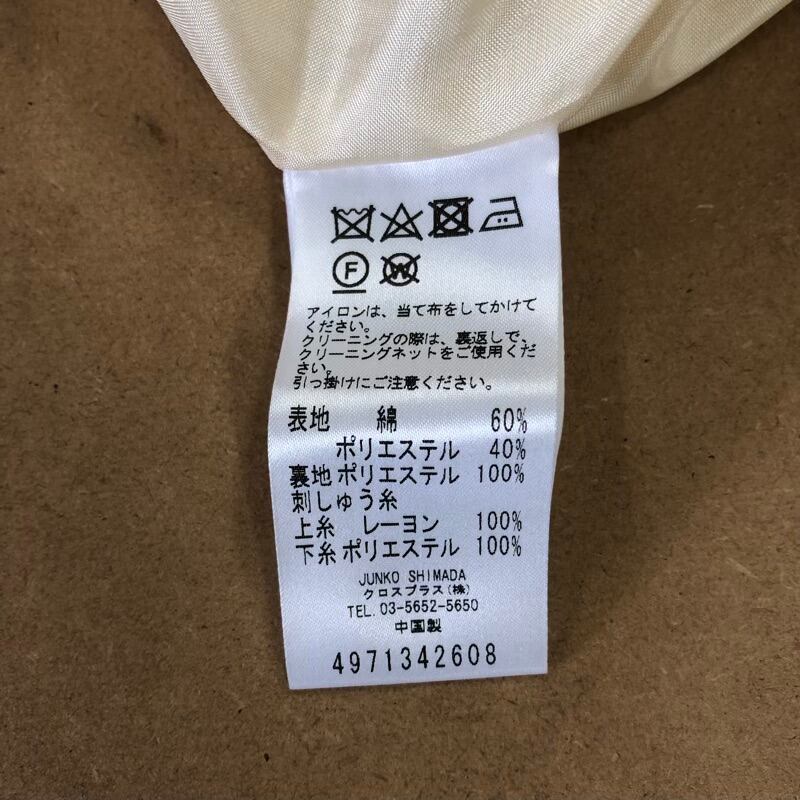 F W
アイロンは、当て布をしてかけて
ください。
クリーニングの際は、裏返しで、
クリーニングネットをご使用くだ
さい。
引っ掛けにご注意ください。
表地 綿 60%
ポリエステル 40%
裏地 ポリエステル 100%
刺しゅう糸
上糸 レーヨン 100%
下糸 ポリエステル 100%
JUNKO SHIMADA
クロスプラス(株)
TEL. 03-5652-5650
中国製
4971342608